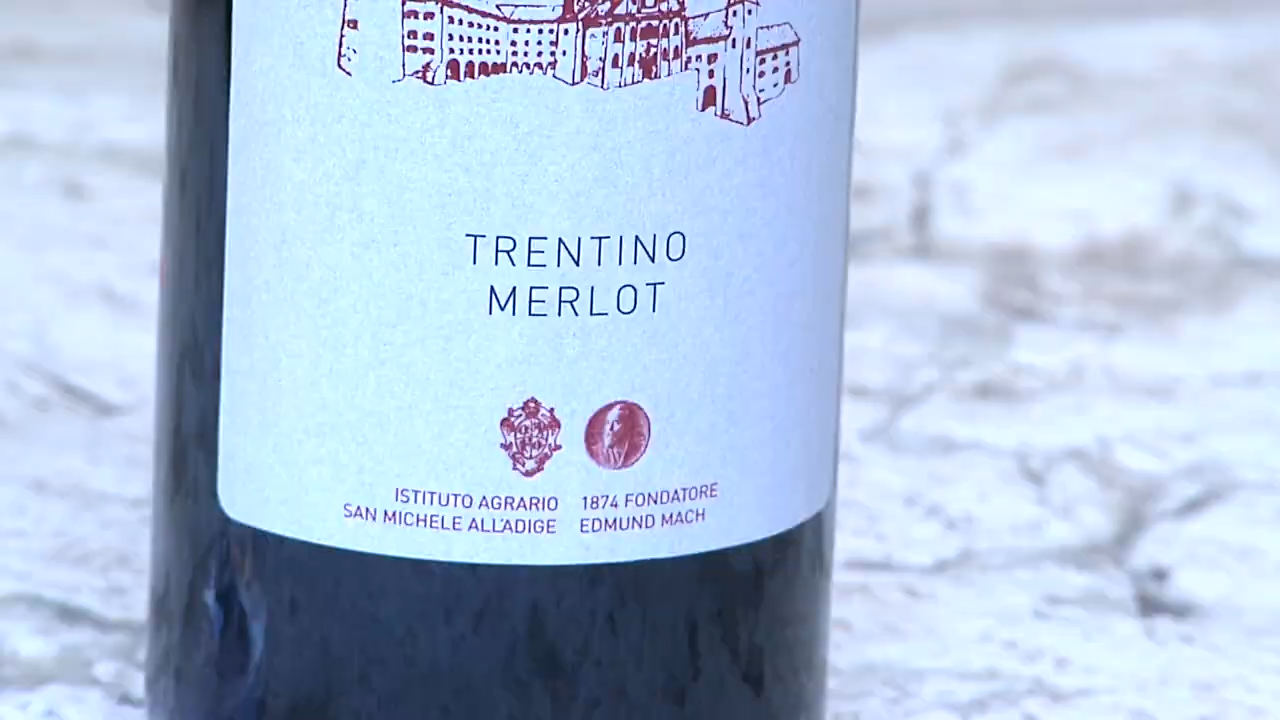 TRENTINO
MERLOT
ISTITUTO AGRARIO
SAN MICHELE ALL'ADIGE
1874 FONDATORE
EDMUND MACH